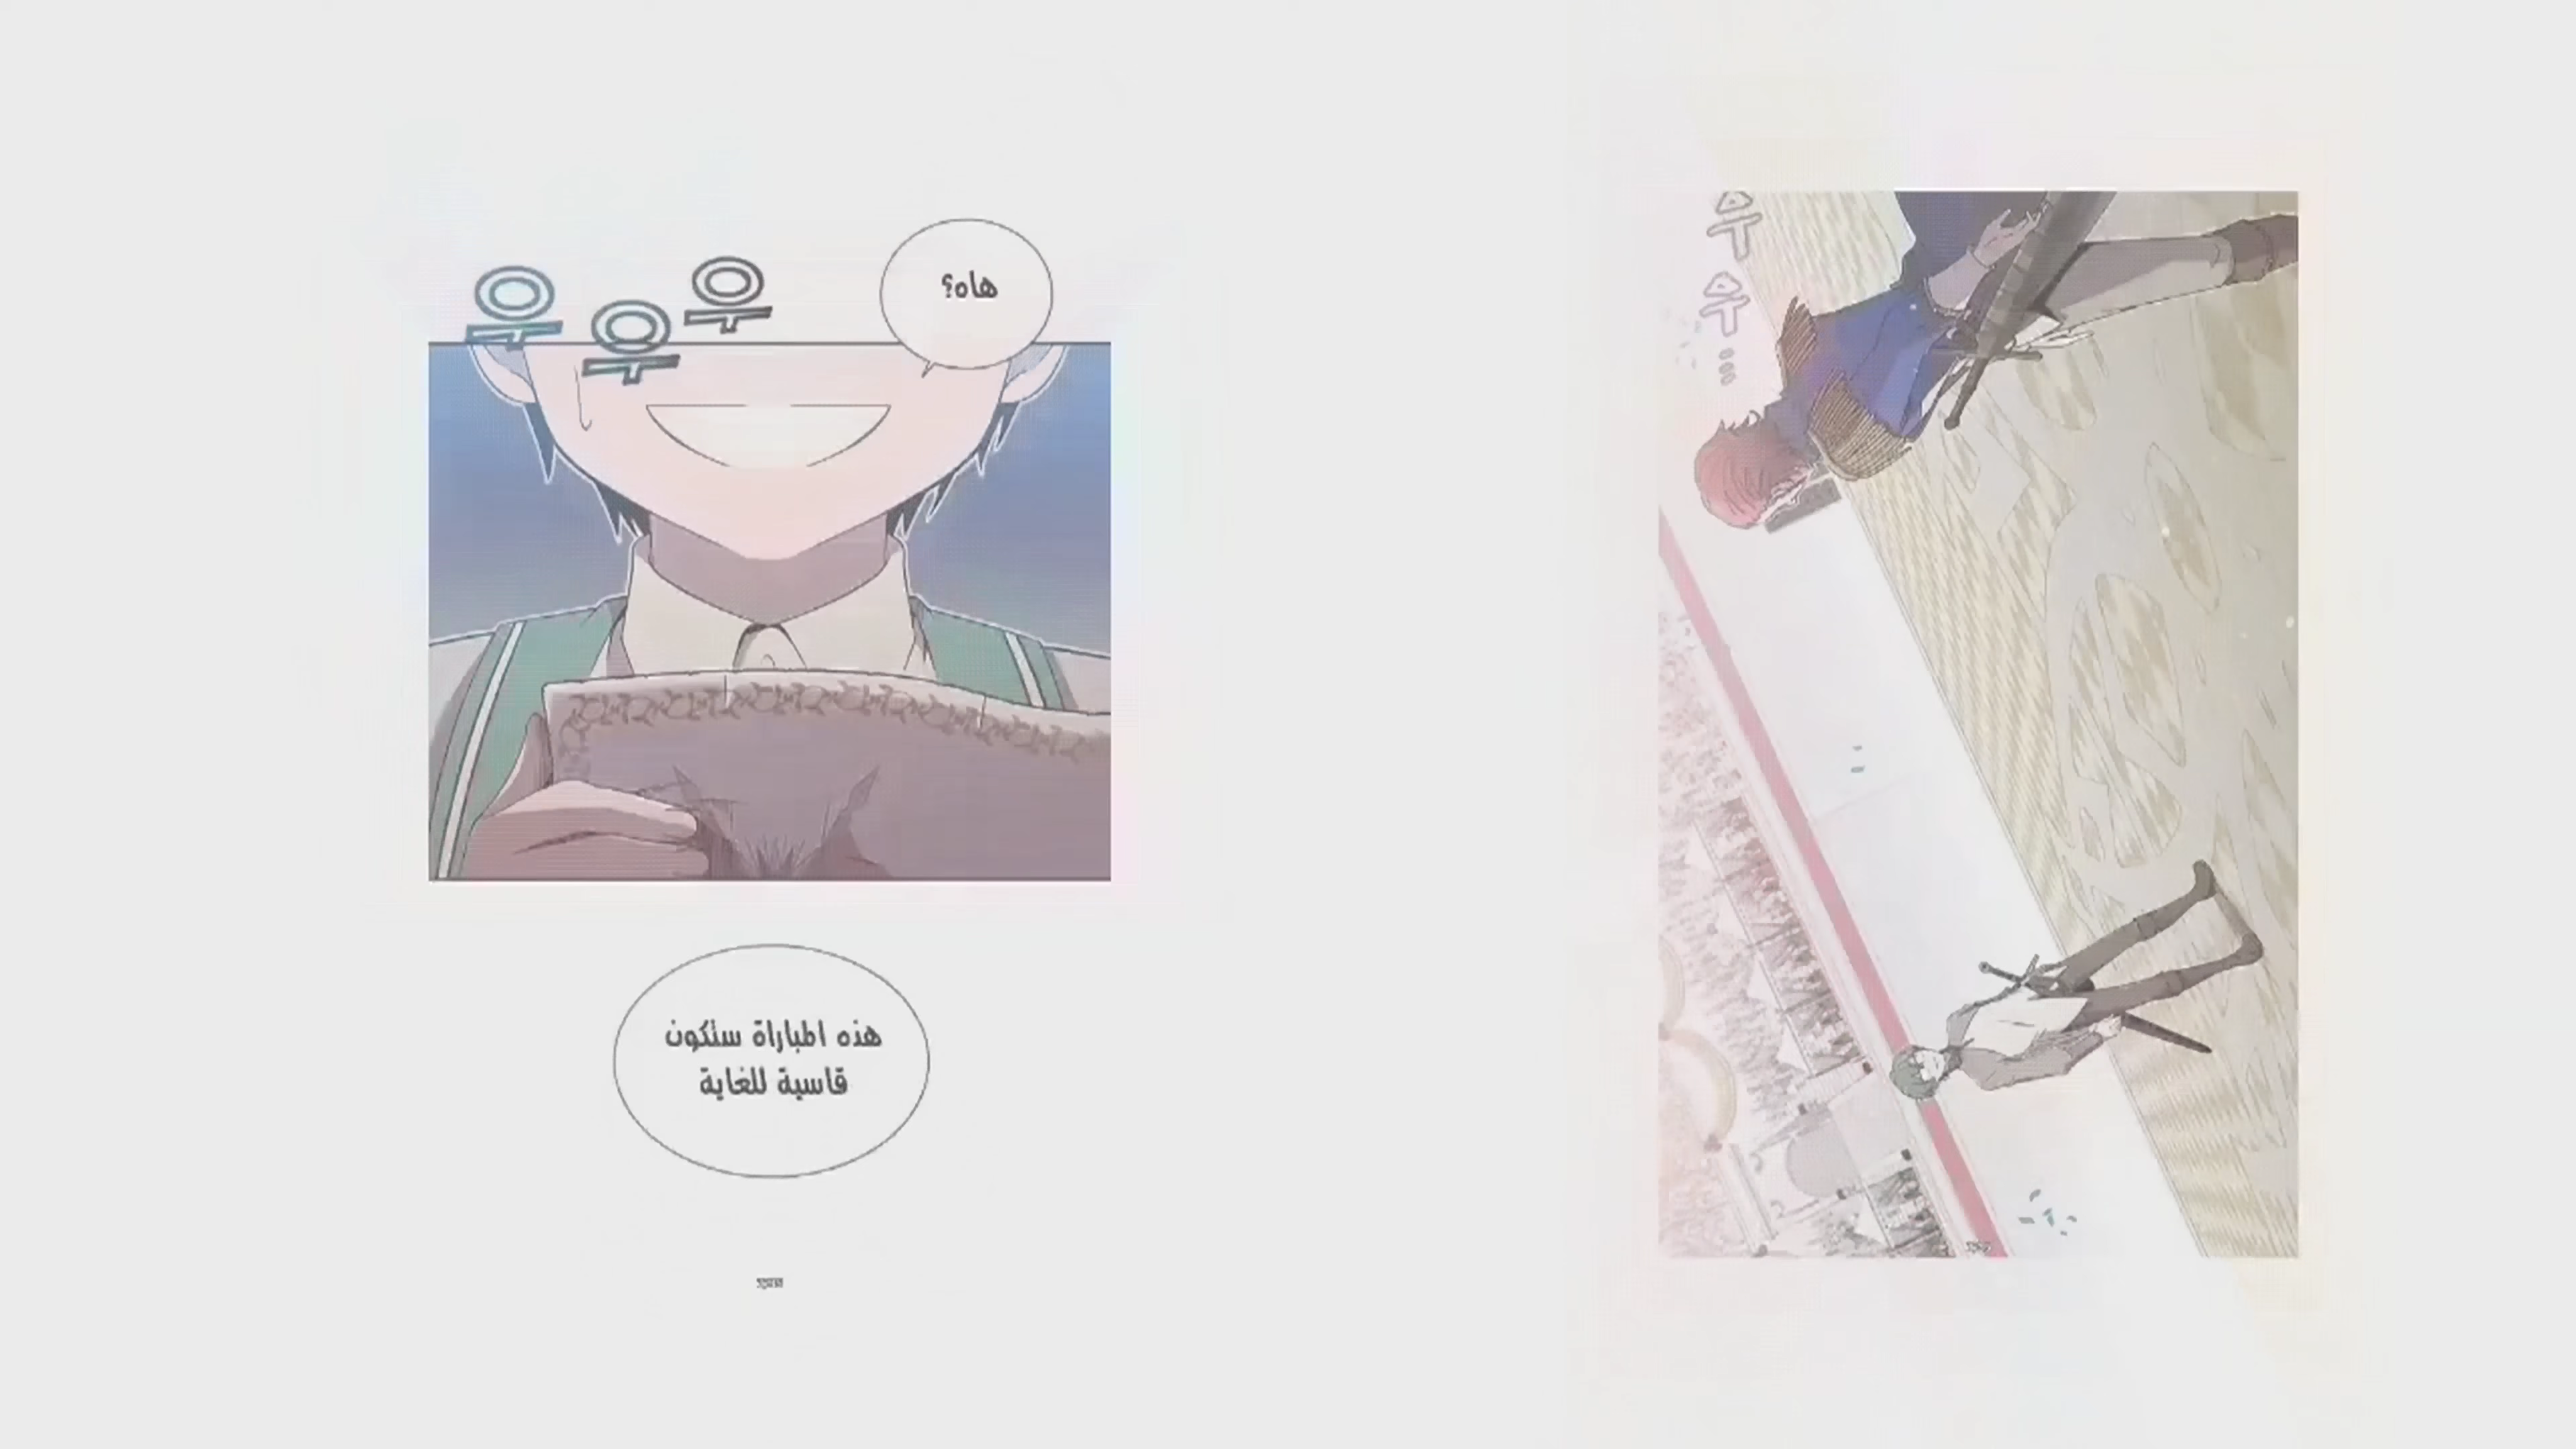 우 우 우
هاه؟
هذه المباراة ستكون
قاسية للغاية
우
우